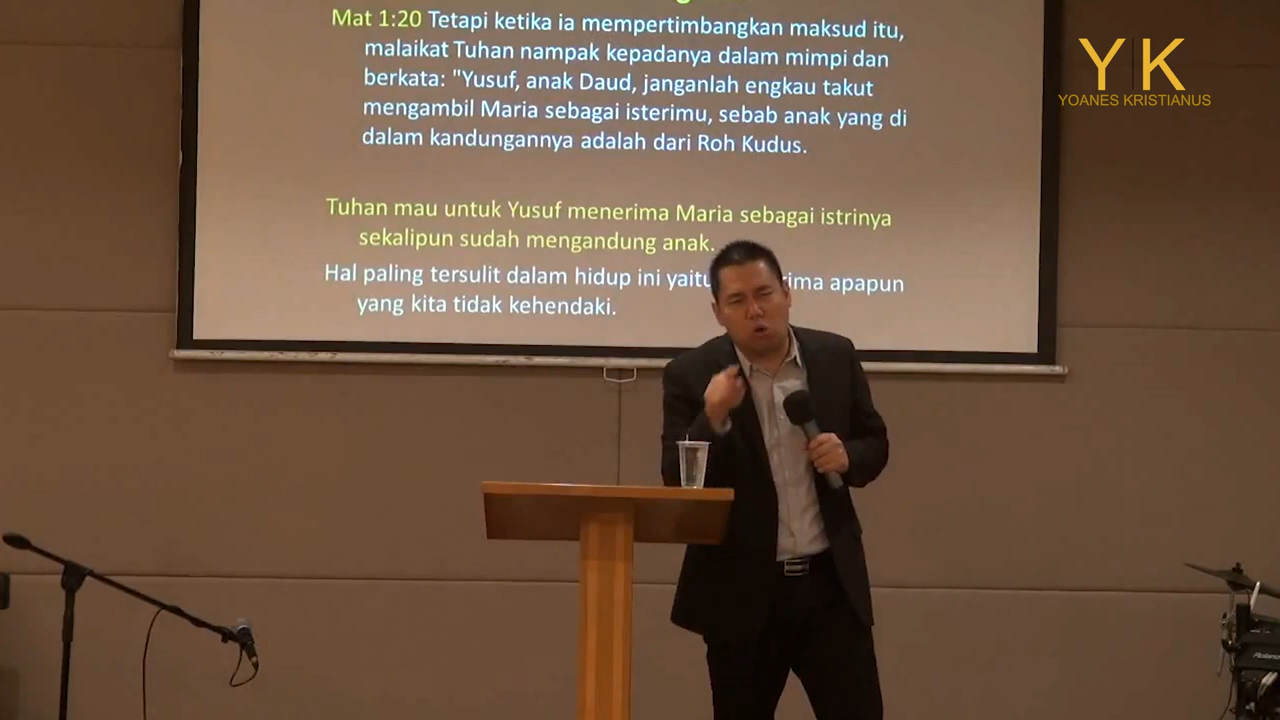 Mat 1:20 Tetapi ketika ia mempertimbangkan maksud itu,
malaikat Tuhan nampak kepadanya dalam mimpi dan
berkata: "Yusuf, anak Daud, janganlah engkau takut
mengambil Maria sebagai isterimu, sebab anak yang di
dalam kandungannya adalah dari Roh Kudus.
Tuhan mau untuk Yusuf menerima Maria sebagai istrinya
sekalipun sudah mengandung anak.
Hal paling tersulit dalam hidup ini apapun
yang kita tidak kehendaki.
YK
YOANES KRISTIANUS
Roland